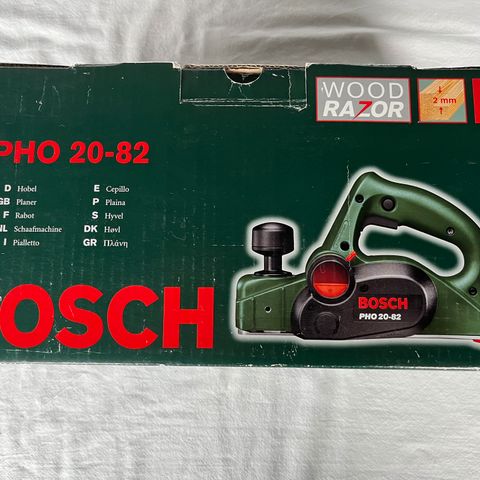 WOOD
RAZOR
2 mm
PHO 20-82
D Hobel
GB Planer
F Rabot
NL Schaafmachine
I Pialletto
E Cepillo
P Plaina
S Hyvel
DK Høvl
GR Πλάνη
BOSCH
PHO 20-82
OSCH